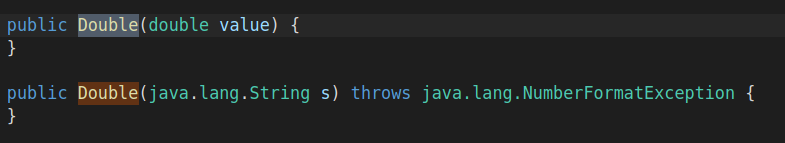 public Double(double value) {
}
public Double(java.lang.String s) throws java.lang.NumberFormatException {
}